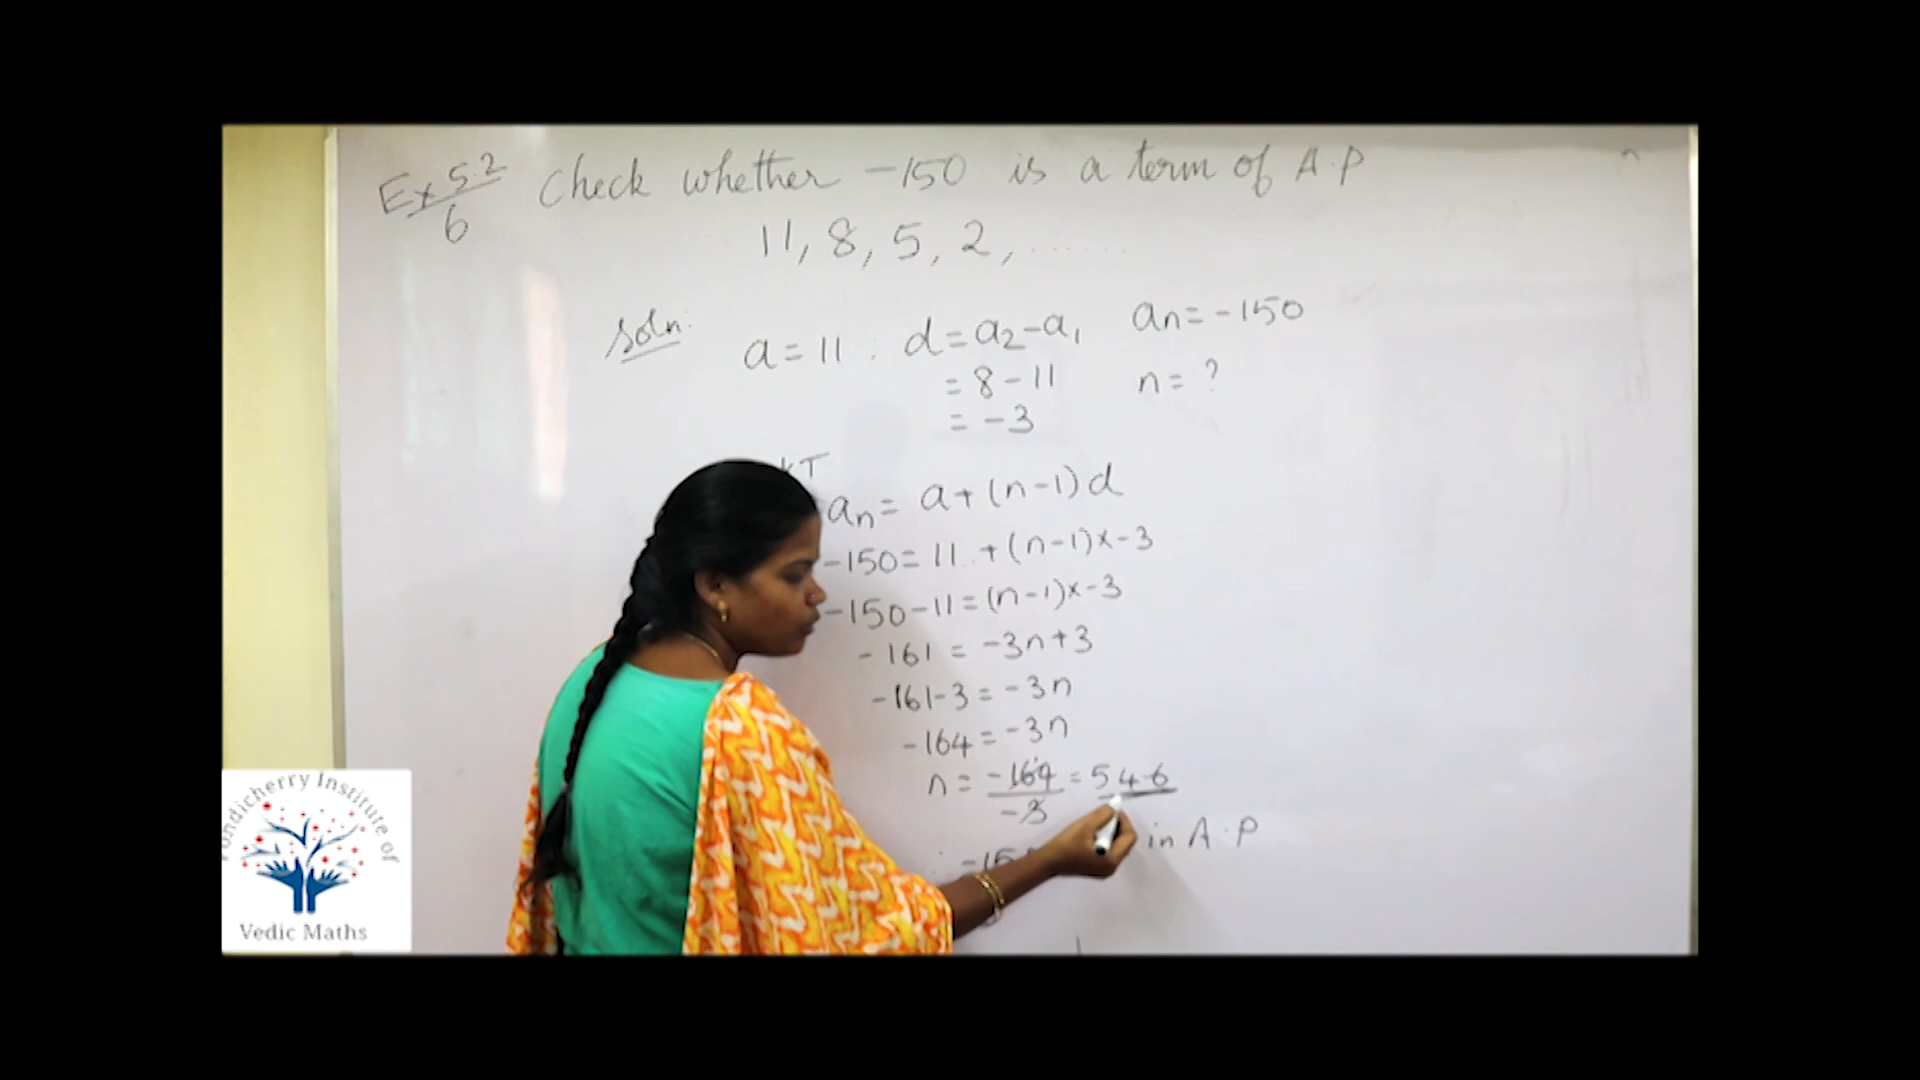 Ex 5.2/6 Check whether -150 is a term of A.P
11, 8, 5, 2, .......
Soln:
a = 11 : d = a2 - a1 an = -150
= 8 - 11 n = ?
= -3
KT
an = a + (n-1) d
-150 = 11 .. + (n-1) x -3
-150 - 11 = (n-1) x -3
-161 = -3n + 3
-161 - 3 = -3n
-164 = -3n
n = -164/-3 = 54.6
-15 in A.P
Pondicherry Institute of
Vedic Maths